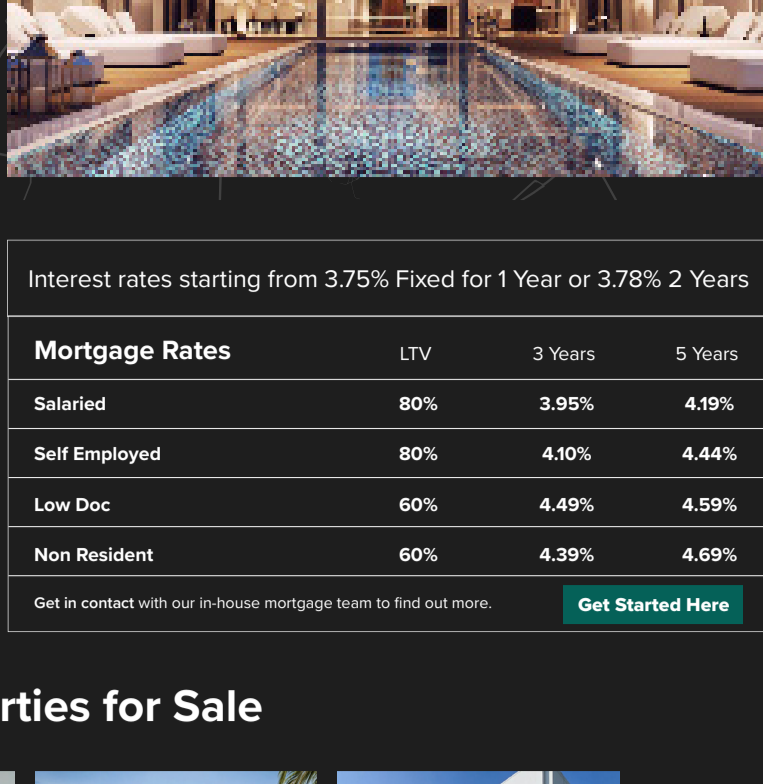 Interest rates starting from 3.75% Fixed for 1 Year or 3.78% 2 Years
Mortgage Rates LTV 3 Years 5 Years
Salaried 80% 3.95% 4.19%
Self Employed 80% 4.10% 4.44%
Low Doc 60% 4.49% 4.59%
Non Resident 60% 4.39% 4.69%
Get in contact with our in-house mortgage team to find out more. Get Started Here
rties for Sale